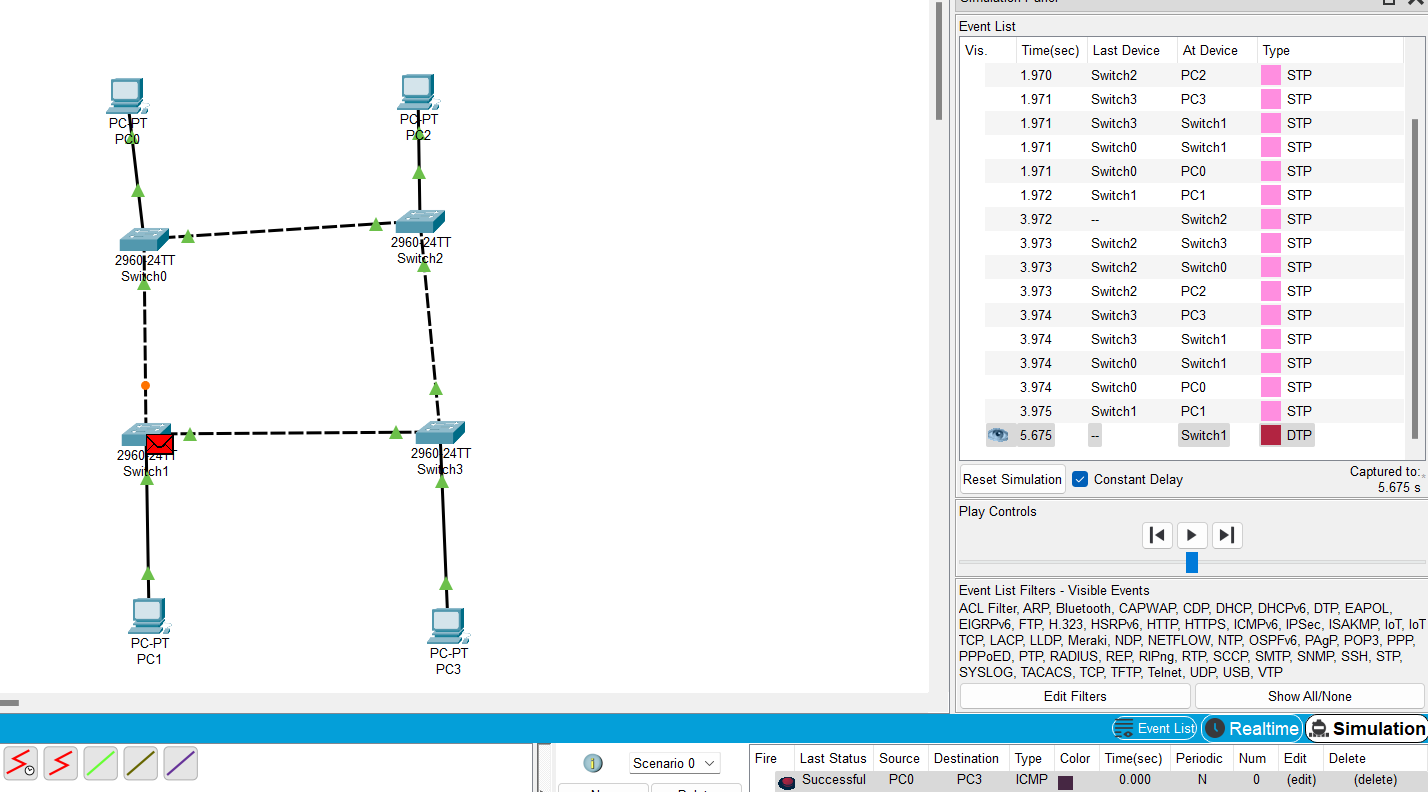 Simulation Panel
Event List
Vis. Time(sec) Last Device At Device Type
1.970 Switch2 PC2 STP
1.971 Switch3 PC3 STP
1.971 Switch3 Switch1 STP
1.971 Switch0 Switch1 STP
1.971 Switch0 PC0 STP
1.972 Switch1 PC1 STP
3.972 -- Switch2 STP
3.973 Switch2 Switch3 STP
3.973 Switch2 Switch0 STP
3.973 Switch2 PC2 STP
3.974 Switch3 PC3 STP
3.974 Switch3 Switch1 STP
3.974 Switch0 Switch1 STP
3.974 Switch0 PC0 STP
3.975 Switch1 PC1 STP
5.675 -- Switch1 DTP
Reset Simulation Constant Delay
Captured to:
5.675 s
Play Controls
Event List Filters - Visible Events
ACL Filter, ARP, Bluetooth, CAPWAP, CDP, DHCP, DHCPv6, DTP, EAPOL,
EIGRPv6, FTP, H.323, HSRPv6, HTTP, HTTPS, ICMPv6, IPSec, ISAKMP, IoT, IoT
TCP, LACP, LLDP, Meraki, NDP, NETFLOW, NTP, OSPFv6, PAgP, POP3, PPP,
PPPoED, PTP, RADIUS, REP, RIPng, RTP, SCCP, SMTP, SNMP, SSH, STP,
SYSLOG, TACACS, TCP, TFTP, Telnet, UDP, USB, VTP
Edit Filters Show All/None
PC-PT
PC0
PC-PT
PC2
2960-24TT
Switch0
2960-24TT
Switch2
2960-24TT
Switch1
2960-24TT
Switch3
PC-PT
PC1
PC-PT
PC3
Event List Realtime Simulation
Scenario 0
Fire Last Status Source Destination Type Color Time(sec) Periodic Num Edit Delete
Successful PC0 PC3 ICMP 0.000 N 0 (edit) (delete)